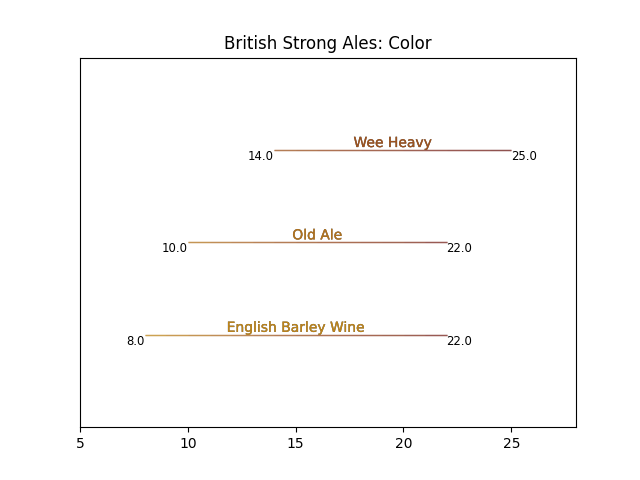 British Strong Ales: Color
Wee Heavy
14.0 25.0
Old Ale
10.0 22.0
English Barley Wine
8.0 22.0
5 10 15 20 25